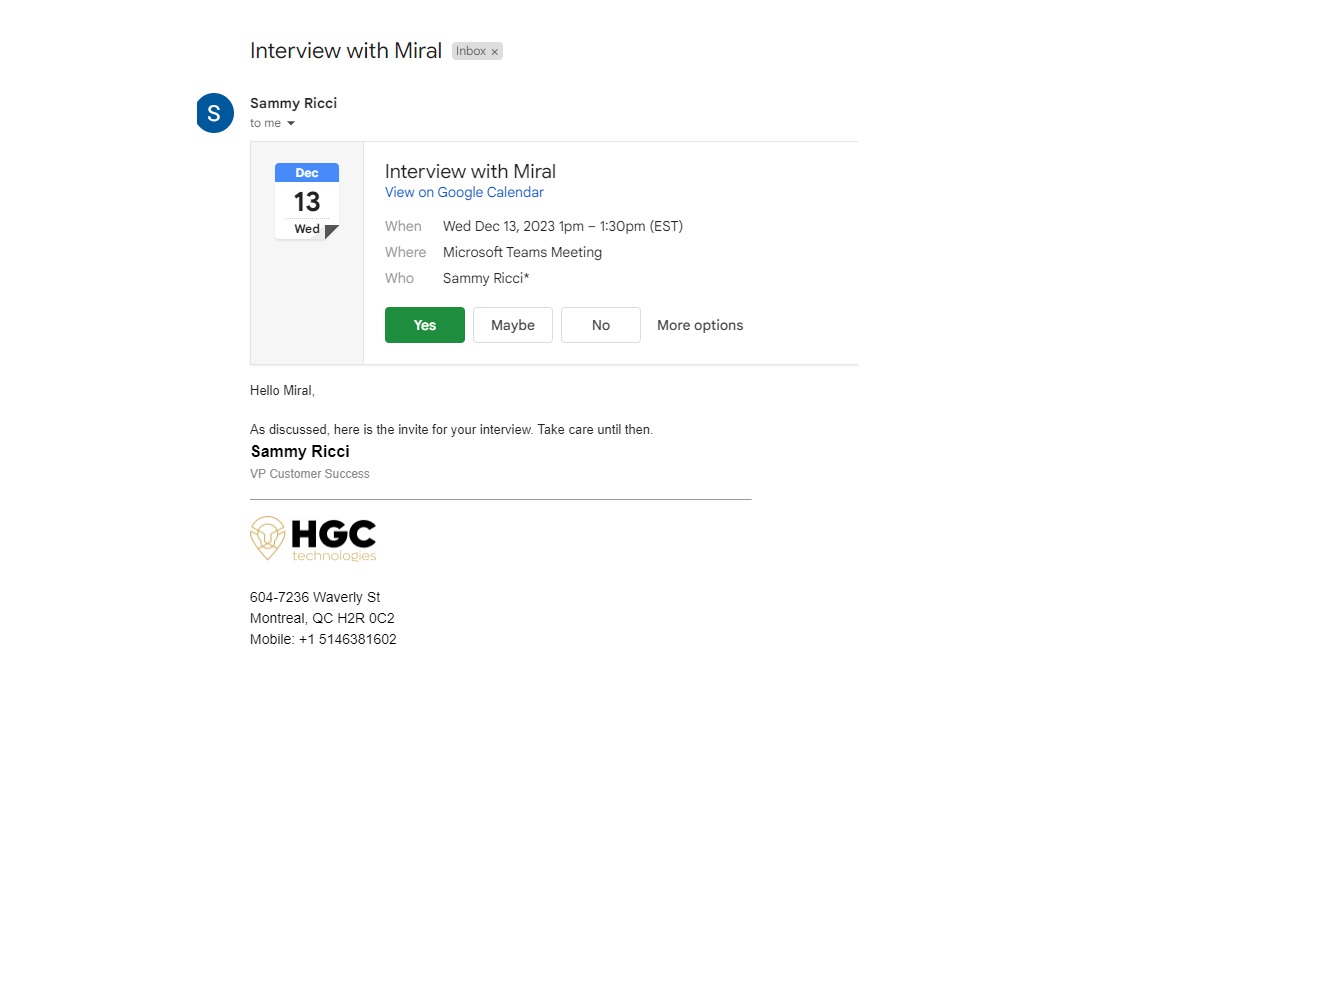 Interview with Miral Inbox ×
S
Sammy Ricci
to me
Dec
13
Wed
Interview with Miral
View on Google Calendar
When Wed Dec 13, 2023 1pm – 1:30pm (EST)
Where Microsoft Teams Meeting
Who Sammy Ricci*
Yes Maybe No More options
Hello Miral,
As discussed, here is the invite for your interview. Take care until then.
Sammy Ricci
VP Customer Success
HGC
technologies
604-7236 Waverly St
Montreal, QC H2R 0C2
Mobile: +1 5146381602